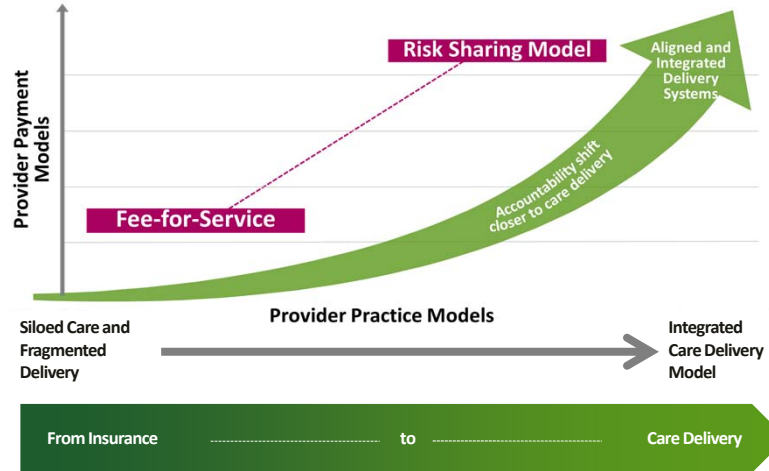 Provider Payment
Models
Risk Sharing Model
Aligned and
Integrated
Delivery
Systems
Fee-for-Service
Accountability shift
closer to care delivery
Provider Practice Models
Siloed Care and
Fragmented
Delivery
Integrated
Care Delivery
Model
From Insurance to Care Delivery